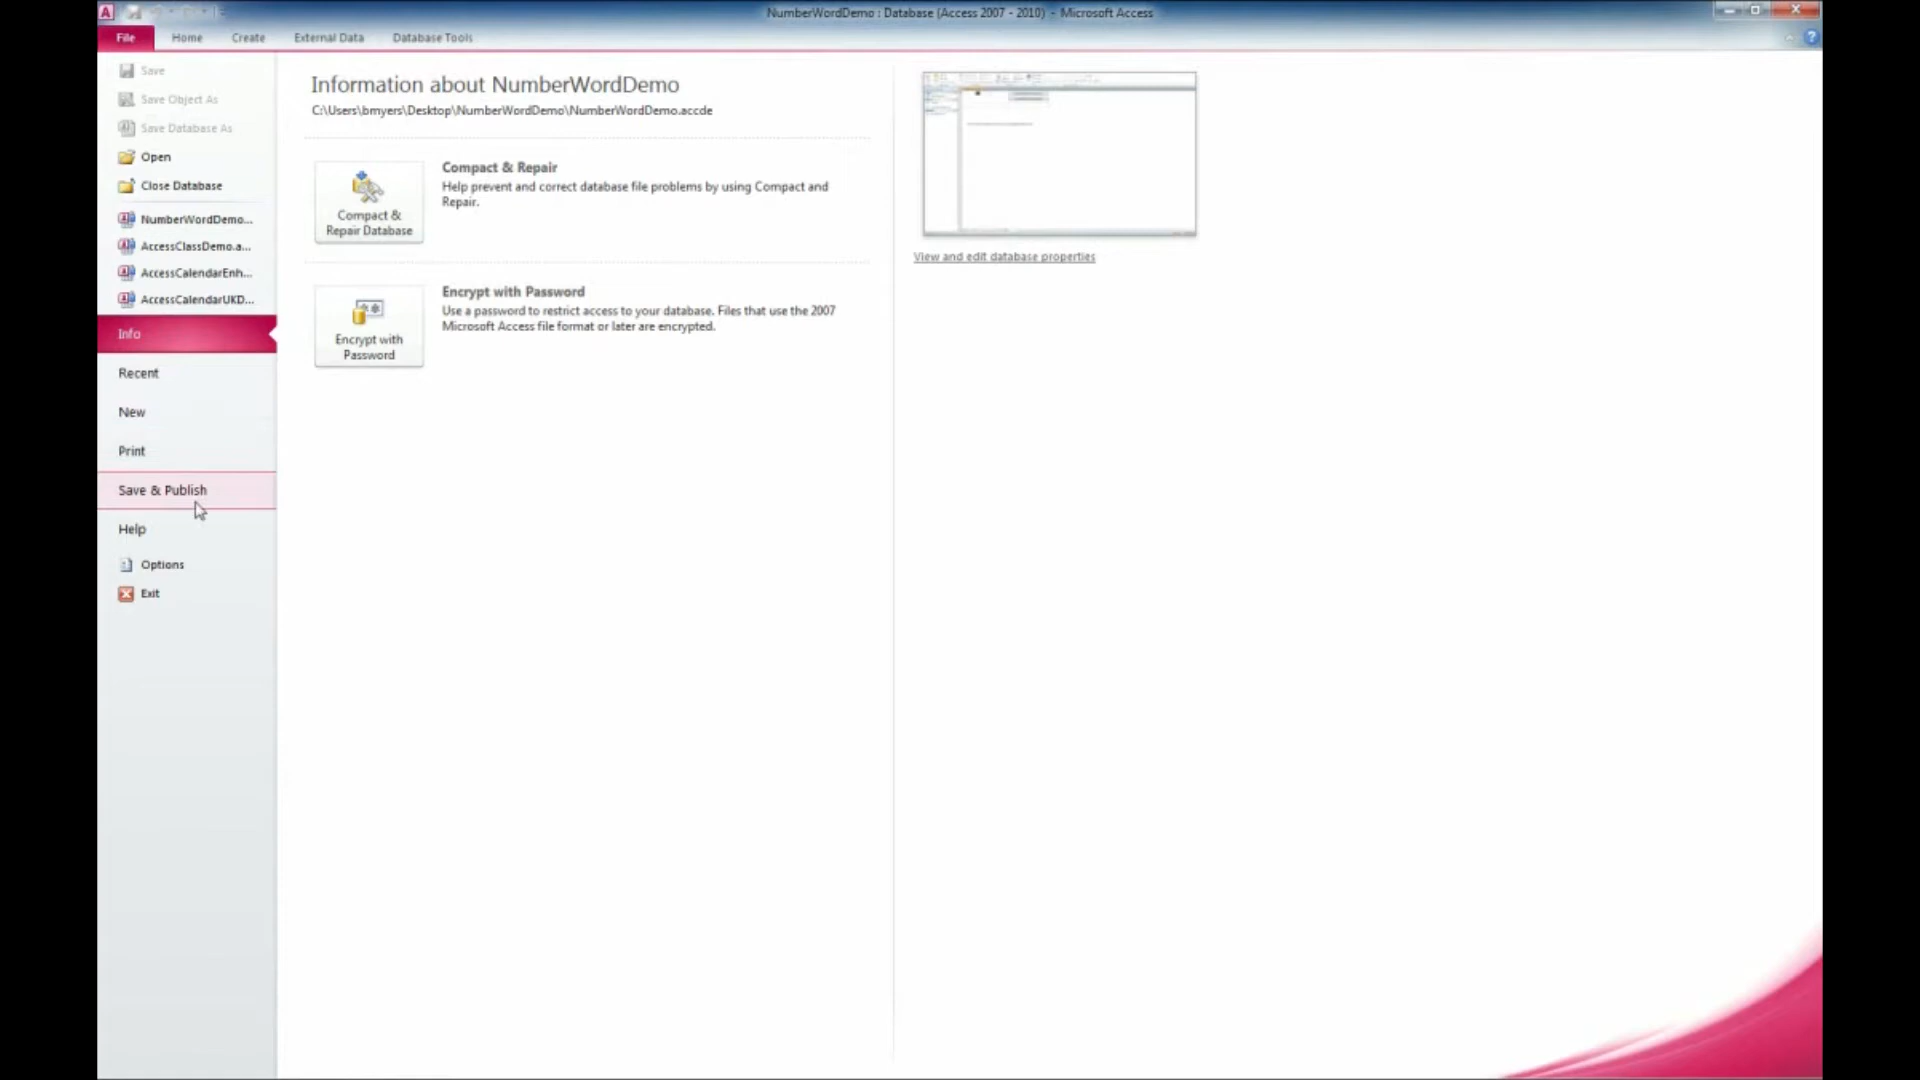 NumberWordDemo : Database (Access 2007 - 2010) - Microsoft Access
File Home Create External Data Database Tools
Save
Save Object As
Save Database As
Open
Close Database
NumberWordDemo...
AccessClassDemo.a...
AccessCalendarEnh...
AccessCalendarUKD...
Info
Recent
New
Print
Save & Publish
Help
Options
Exit
Information about NumberWordDemo
C:\Users\bmyers\Desktop\NumberWordDemo\NumberWordDemo.accde
Compact &
Repair Database
Compact & Repair
Help prevent and correct database file problems by using Compact and
Repair.
Encrypt with
Password
Encrypt with Password
Use a password to restrict access to your database. Files that use the 2007
Microsoft Access file format or later are encrypted.
View and edit database properties